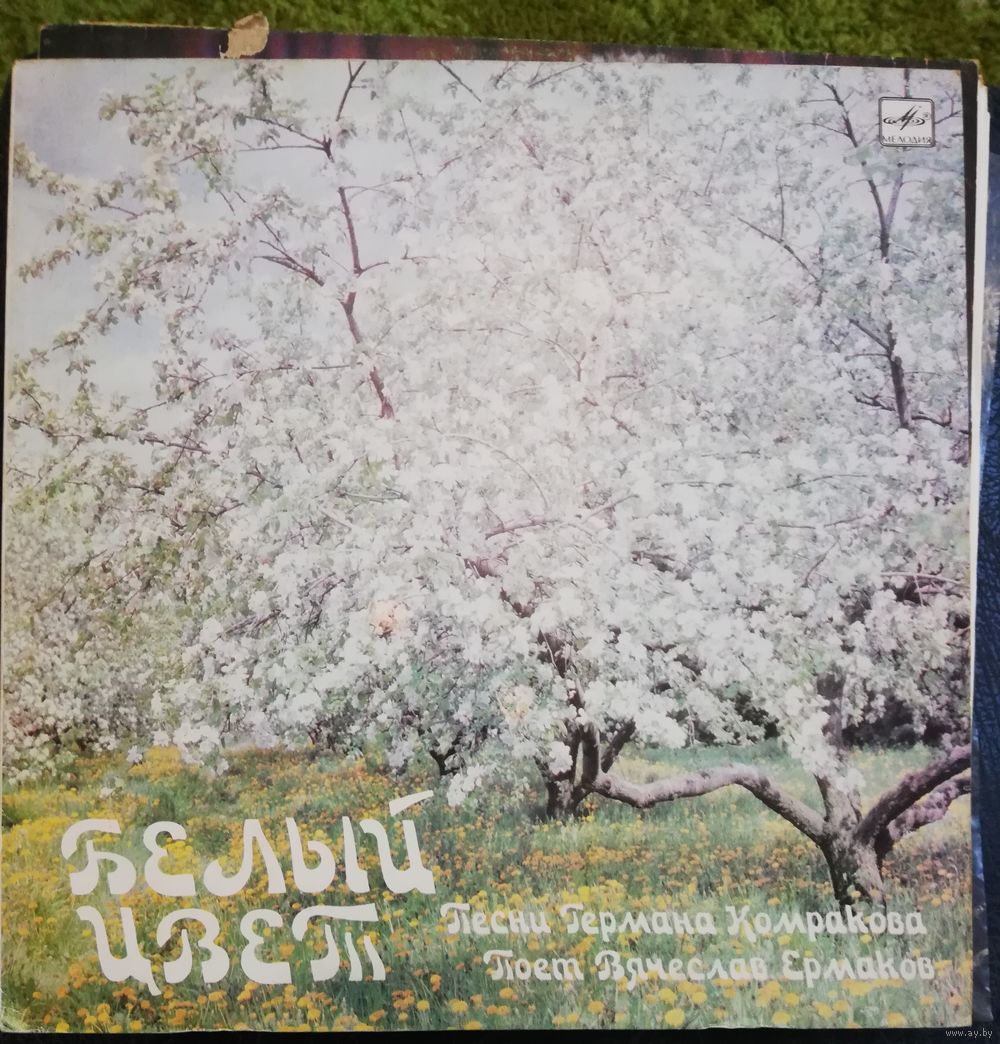 МЕЛОДИЯ
БЕЛЫЙ
ЦВЕТ
Песни Германа Комракова
Поет Вячеслав Ермаков
www.ay.by